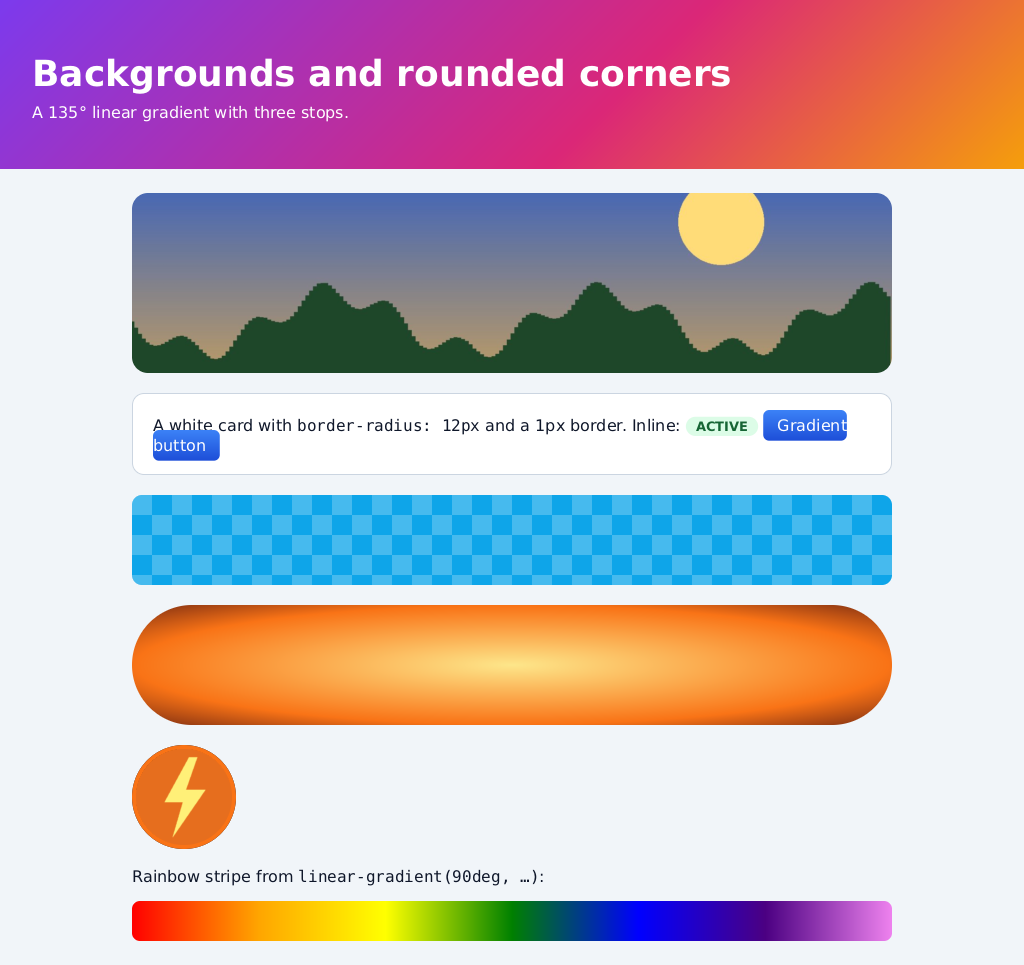 Backgrounds and rounded corners
A 135° linear gradient with three stops.
A white card with border-radius: 12px and a 1px border. Inline: ACTIVE Gradient
button
Rainbow stripe from linear-gradient(90deg, …):